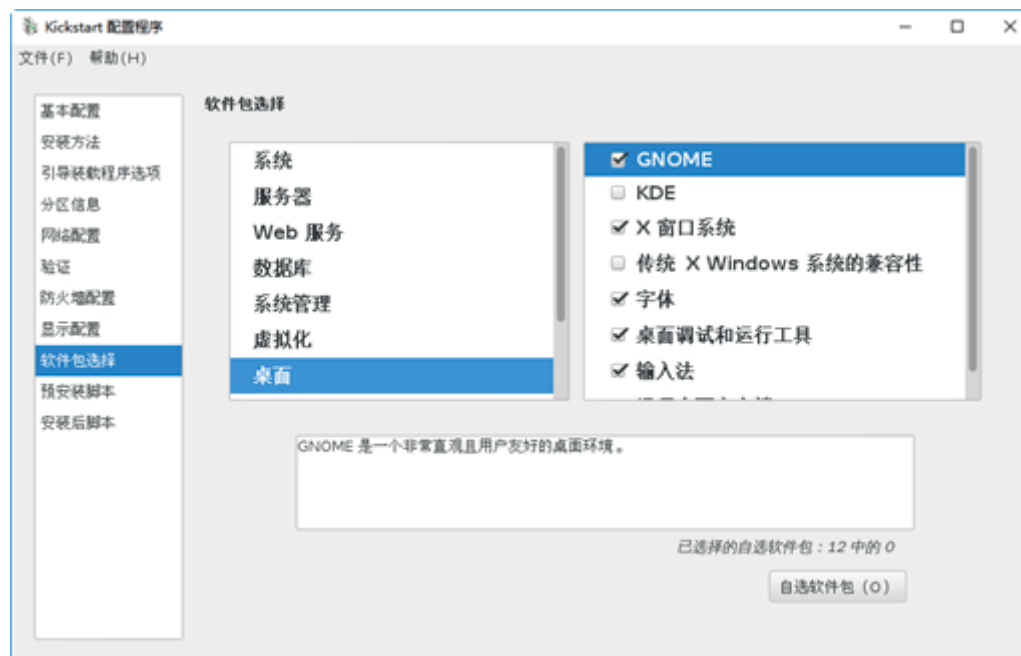 Kickstart 配置程序
文件(F) 帮助(H)
基本配置
安装方法
引导装载程序选项
分区信息
网络配置
验证
防火墙配置
显示配置
软件包选择
预安装脚本
安装后脚本
软件包选择
系统
服务器
Web 服务
数据库
系统管理
虚拟化
桌面
GNOME
KDE
X 窗口系统
传统 X Windows 系统的兼容性
字体
桌面调试和运行工具
输入法
GNOME 是一个非常直观且用户友好的桌面环境。
已选择的自选软件包：12 中的 0
自选软件包 (O)